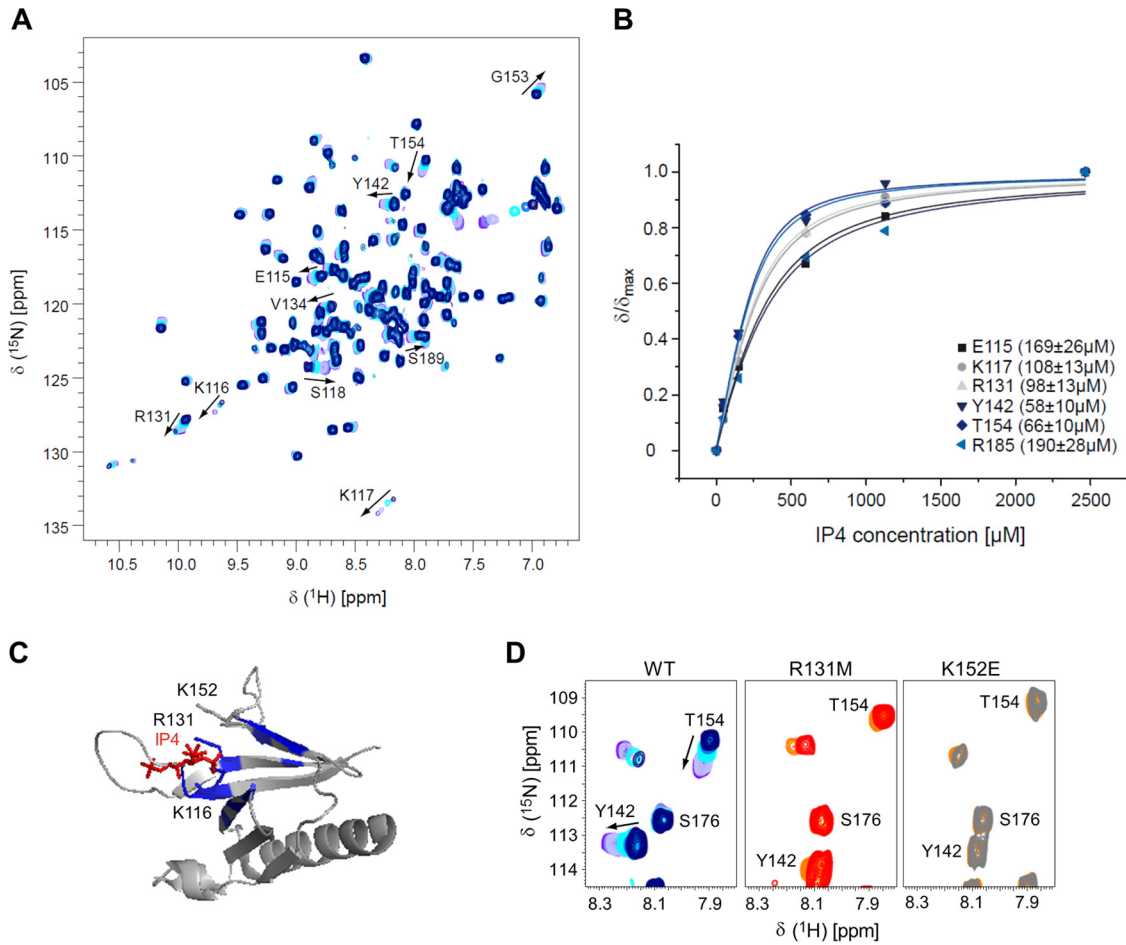 A
105
110
115
120
125
130
135
δ (15N) [ppm]
10.5 10.0 9.5 9.0 8.5 8.0 7.5 7.0
δ (1H) [ppm]
G153
T154
Y142
E115
V134
S189
S118
K116
R131
K117
B
1.0
0.8
0.6
0.4
0.2
0
δ/δmax
0 500 1000 1500 2000 2500
IP4 concentration [µM]
E115 (169±26µM)
K117 (108±13µM)
R131 (98±13µM)
Y142 (58±10µM)
T154 (66±10µM)
R185 (190±28µM)
C
K152
R131
IP4
K116
D
WT R131M K152E
109
110
111
112
113
114
δ (15N) [ppm]
T154
Y142
S176
T154
S176
Y142
T154
S176
Y142
8.3 8.1 7.9 8.3 8.1 7.9 8.3 8.1 7.9
δ (1H) [ppm]